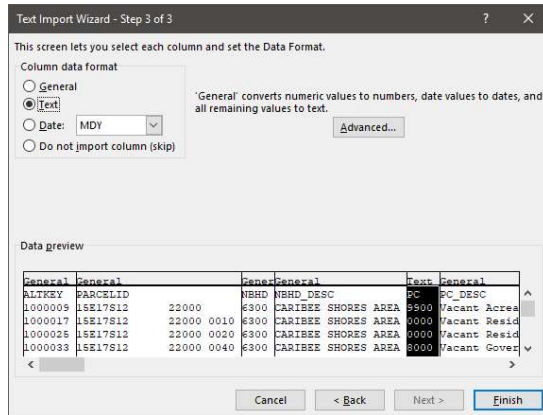 Text Import Wizard - Step 3 of 3 ? ×
This screen lets you select each column and set the Data Format.
Column data format
General
Text
Date: MDY
Do not import column (skip)
'General' converts numeric values to numbers, date values to dates, and
all remaining values to text.
Advanced...
Data preview
General General GenerGeneral Text General
ALTKEY PARCELID NBHD NBHD_DESC PC PC_DESC
1000009 15E17S12 22000 6300 CARIBEE SHORES AREA 9900 Vacant Acrea
1000017 15E17S12 22000 0010 6300 CARIBEE SHORES AREA 0000 Vacant Resid
1000025 15E17S12 22000 0020 6300 CARIBEE SHORES AREA 0000 Vacant Resid
1000033 15E17S12 22000 0040 6300 CARIBEE SHORES AREA 8000 Vacant Gover
Cancel < Back Next > Finish